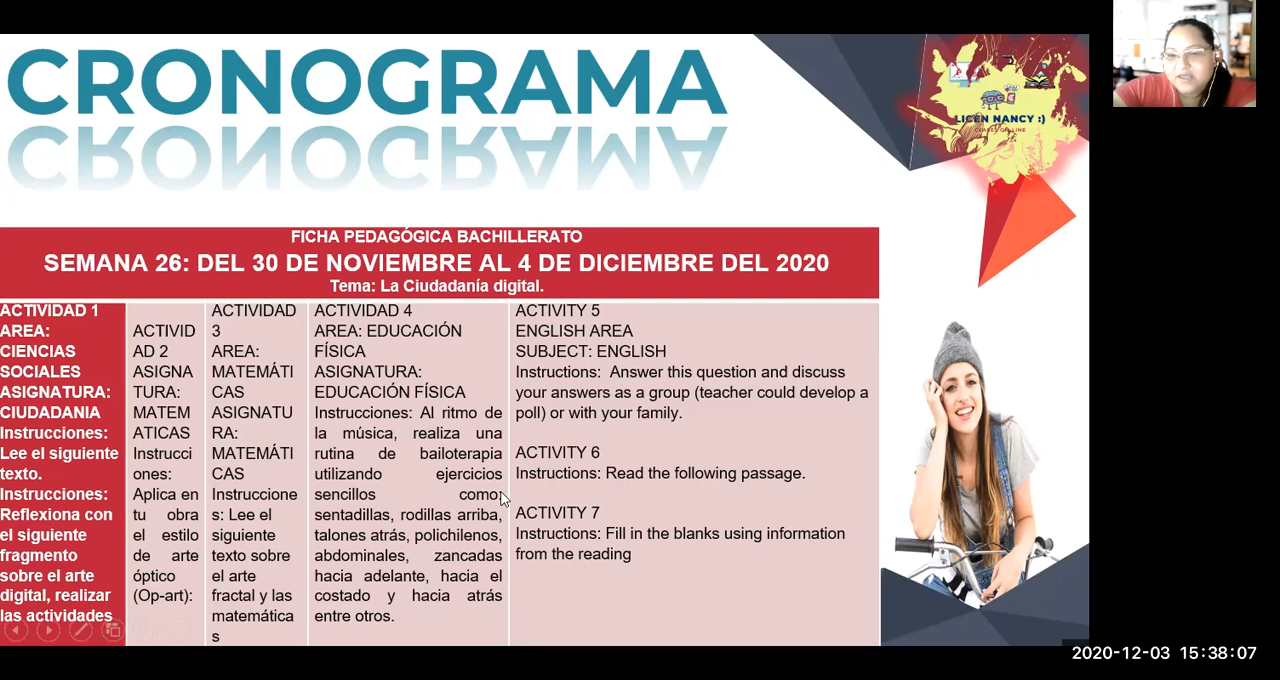 CRONOGRAMA
LICEN NANCY :)
FICHA PEDAGÓGICA BACHILLERATO
SEMANA 26: DEL 30 DE NOVIEMBRE AL 4 DE DICIEMBRE DEL 2020
Tema: La Ciudadanía digital.
ACTIVIDAD 1
AREA:
CIENCIAS
SOCIALES
ASIGNATURA:
CIUDADANIA
Instrucciones:
Lee el siguiente
texto.
Instrucciones:
Reflexiona con
el siguiente
fragmento
sobre el arte
digital, realizar
las actividades
ACTIVID
AD 2
ASIGNA
TURA:
MATEM
ATICAS
Instrucci
ones:
Aplica en
tu obra
el estilo
de arte
óptico
(Op-art):
ACTIVIDAD
3
AREA:
MATEMÁTI
CAS
ASIGNATU
RA:
MATEMÁTI
CAS
Instruccione
s: Lee el
siguiente
texto sobre
el arte
fractal y las
matemática
s
ACTIVIDAD 4
AREA: EDUCACIÓN
FÍSICA
ASIGNATURA:
EDUCACIÓN FÍSICA
Instrucciones: Al ritmo de
la música, realiza una
rutina de bailoterapia
utilizando ejercicios
sencillos como:
sentadillas, rodillas arriba,
talones atrás, polichilenos,
abdominales, zancadas
hacia adelante, hacia el
costado y hacia atrás
entre otros.
ACTIVITY 5
ENGLISH AREA
SUBJECT: ENGLISH
Instructions: Answer this question and discuss
your answers as a group (teacher could develop a
poll) or with your family.
ACTIVITY 6
Instructions: Read the following passage.
ACTIVITY 7
Instructions: Fill in the blanks using information
from the reading
2020-12-03 15:38:07